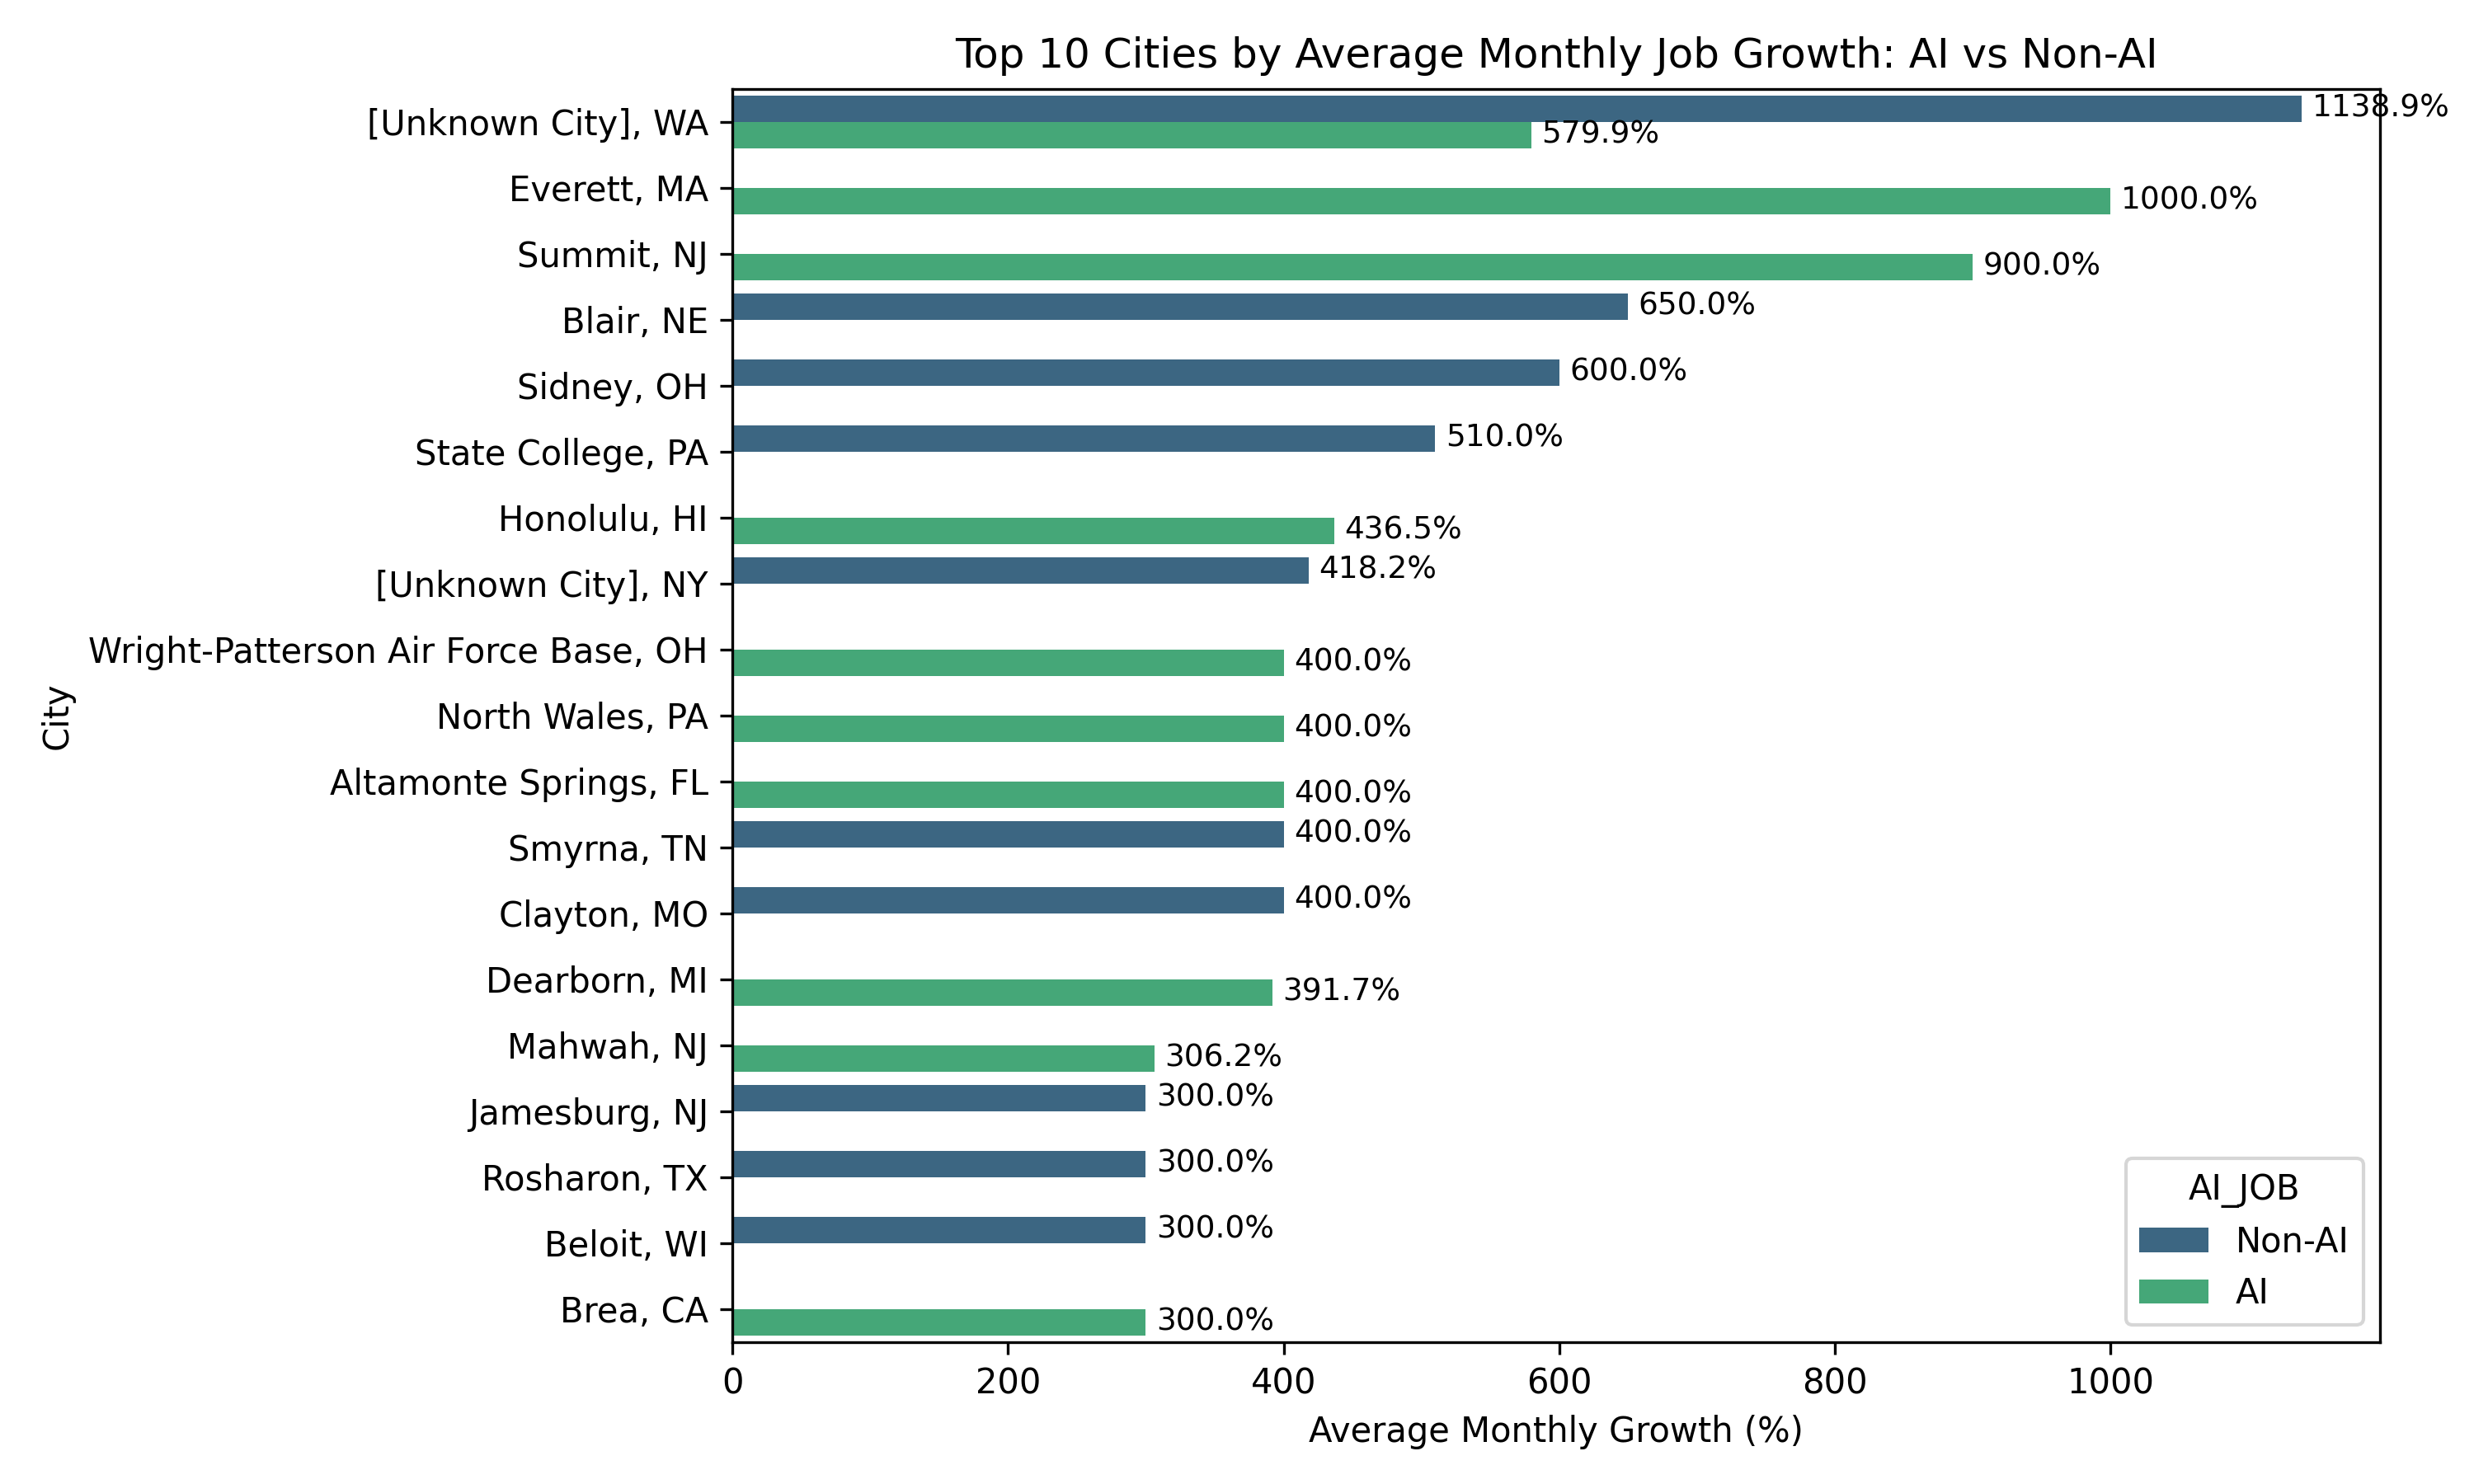 Top 10 Cities by Average Monthly Job Growth: AI vs Non-AI
City
[Unknown City], WA
1138.9%
579.9%
Everett, MA
1000.0%
Summit, NJ
900.0%
Blair, NE
650.0%
Sidney, OH
600.0%
State College, PA
510.0%
Honolulu, HI
436.5%
[Unknown City], NY
418.2%
Wright-Patterson Air Force Base, OH
400.0%
North Wales, PA
400.0%
Altamonte Springs, FL
400.0%
Smyrna, TN
400.0%
Clayton, MO
400.0%
Dearborn, MI
391.7%
Mahwah, NJ
306.2%
Jamesburg, NJ
300.0%
Rosharon, TX
300.0%
Beloit, WI
300.0%
Brea, CA
300.0%
AI_JOB
Non-AI
AI
0 200 400 600 800 1000
Average Monthly Growth (%)